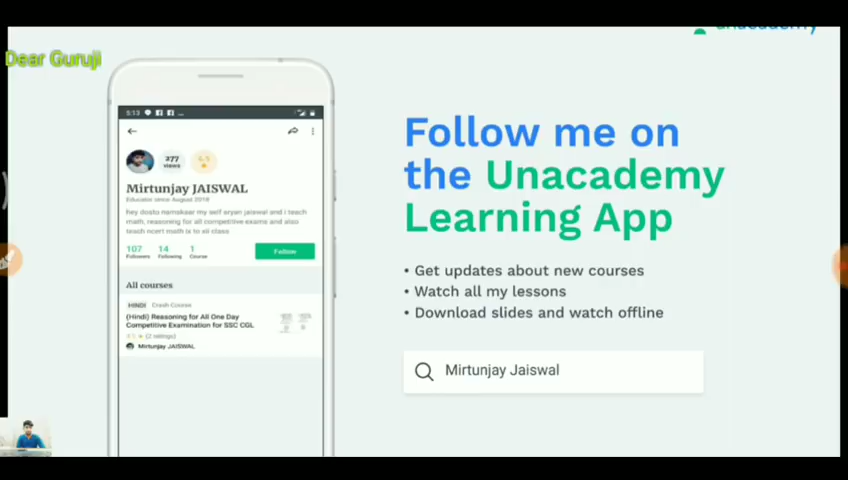 unacademy
Dear Guruji
5:13
277
views
Mirtunjay JAISWAL
Educator since August 2018
hey dosto namskaar my self aryan jaiswal and i teach
math, reasoning for all competitive exams and also
teach ncert math ix to xii class
107
Followers
14
Following
1
Course
Follow
All courses
HINDI Crash Course
(Hindi) Reasoning for All One Day
Competitive Examination for SSC CGL
(2 ratings)
Mirtunjay JAISWAL
Follow me on
the Unacademy
Learning App
• Get updates about new courses
• Watch all my lessons
• Download slides and watch offline
Mirtunjay Jaiswal